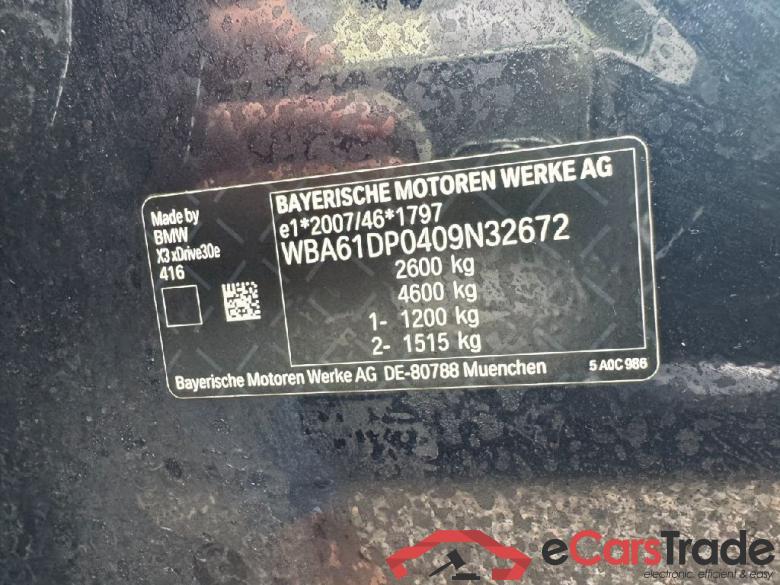 BAYERISCHE MOTOREN WERKE AG
e1*2007/46*1797
WBA61DP0409N32672
2600 kg
4600 kg
1- 1200 kg
2- 1515 kg
Made by
BMW
X3 xDrive30e
416
Bayerische Motoren Werke AG DE-80788 Muenchen
5 A0C 986
eCarsTrade
electronic, efficient & easy